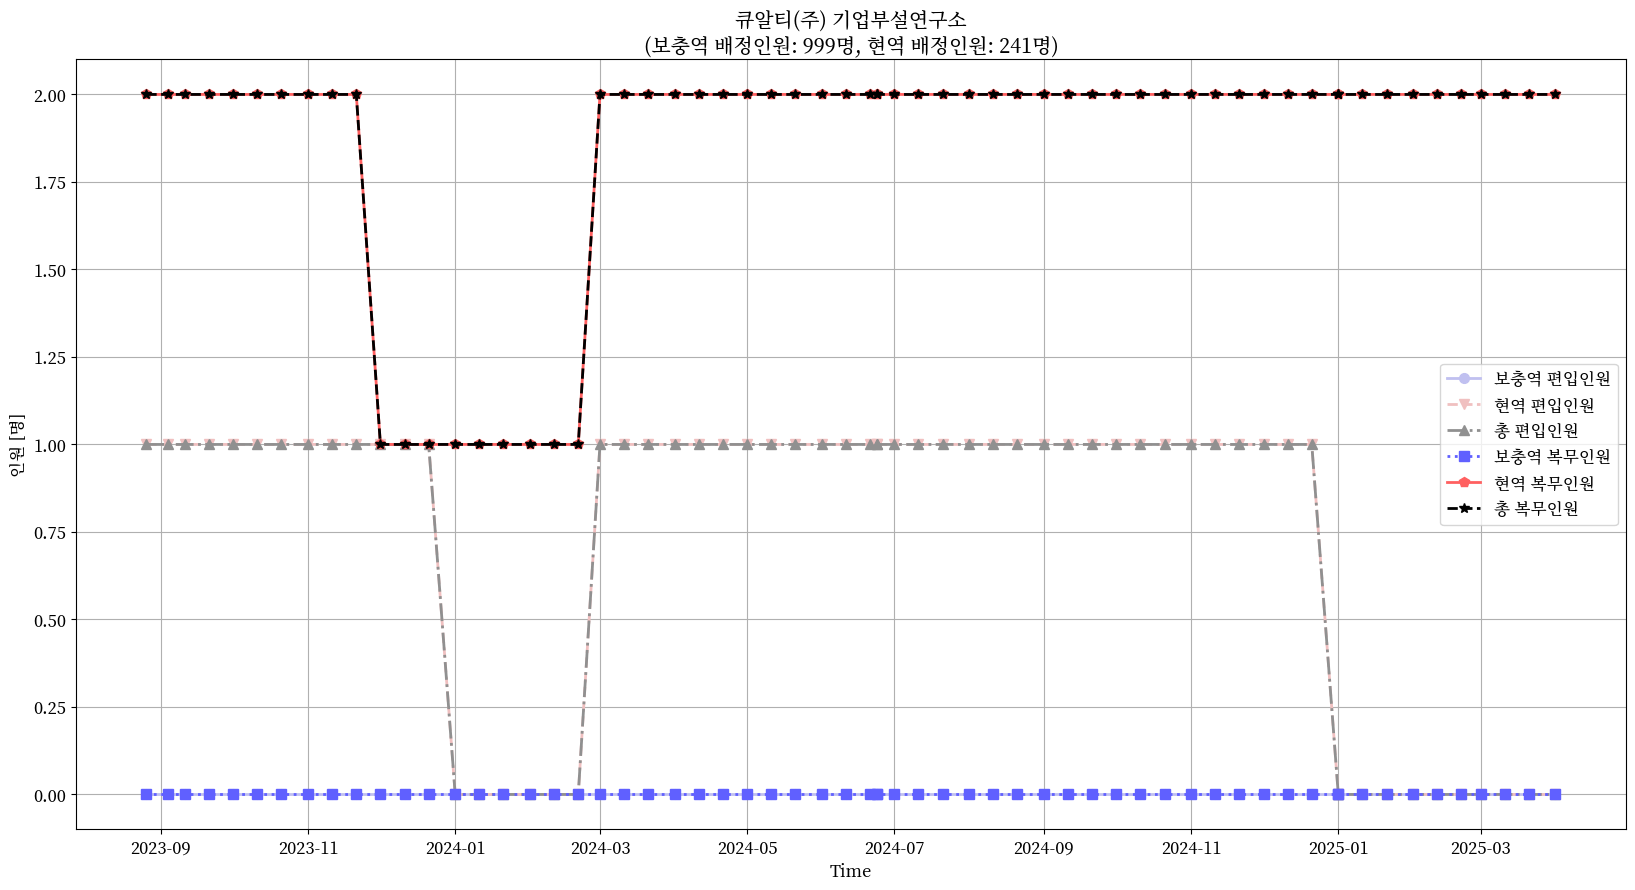 큐알티(주) 기업부설연구소
(보충역 배정인원: 999명, 현역 배정인원: 241명)
2.00
1.75
1.50
1.25
1.00
0.75
0.50
0.25
0.00
인원 [명]
보충역 편입인원
현역 편입인원
총 편입인원
보충역 복무인원
현역 복무인원
총 복무인원
2023-09
2023-11
2024-01
2024-03
2024-05
2024-07
2024-09
2024-11
2025-01
2025-03
Time